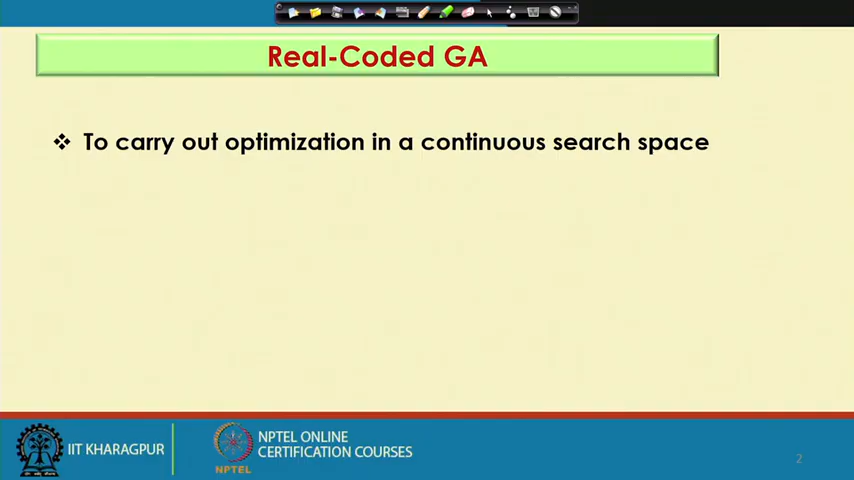 Real-Coded GA
❖ To carry out optimization in a continuous search space
IIT KHARAGPUR
NPTEL ONLINE
CERTIFICATION COURSES
NPTEL
2